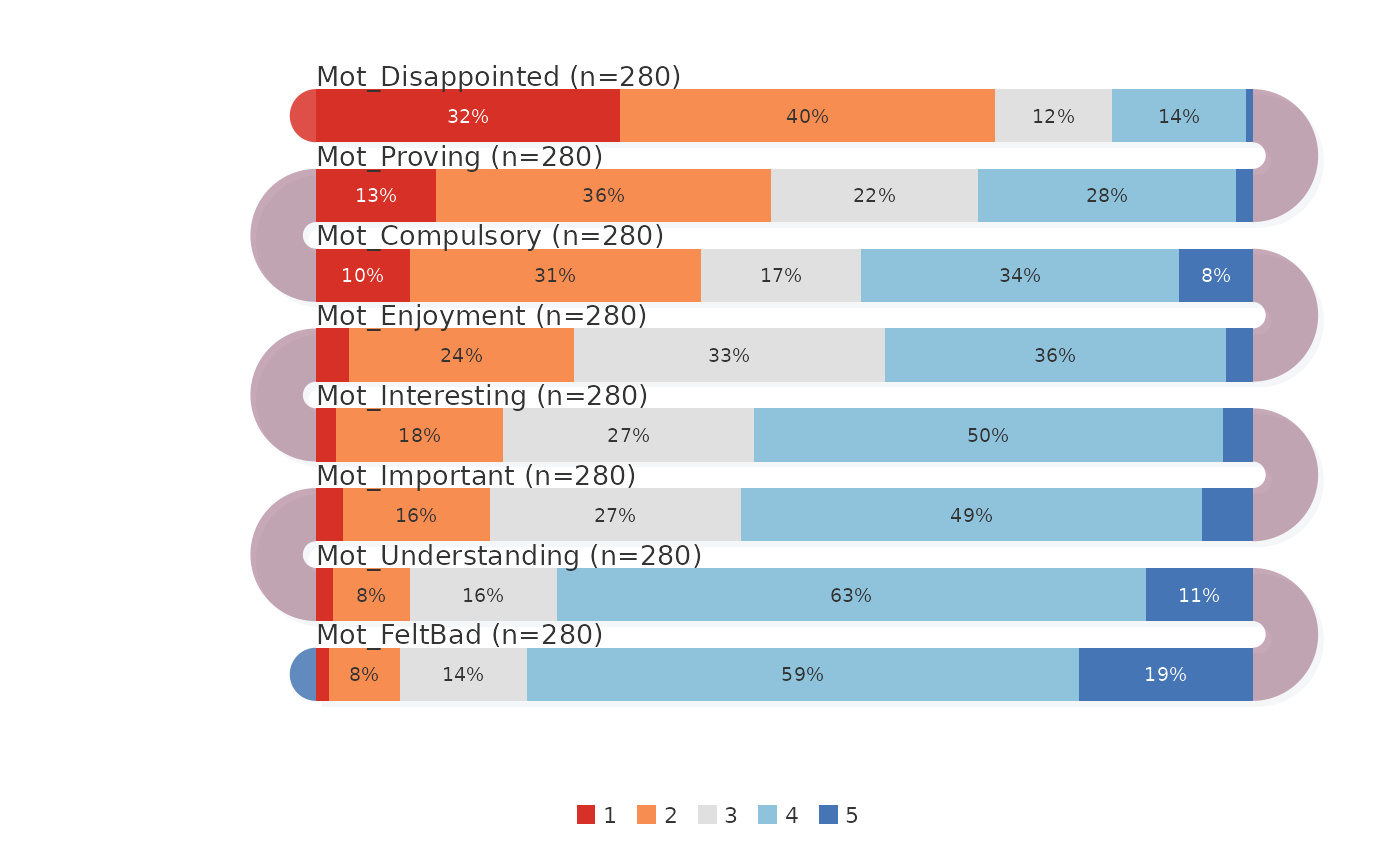 Mot_Disappointed (n=280)
32% 40% 12% 14%
Mot_Proving (n=280)
13% 36% 22% 28%
Mot_Compulsory (n=280)
10% 31% 17% 34% 8%
Mot_Enjoyment (n=280)
24% 33% 36%
Mot_Interesting (n=280)
18% 27% 50%
Mot_Important (n=280)
16% 27% 49%
Mot_Understanding (n=280)
8% 16% 63% 11%
Mot_FeltBad (n=280)
8% 14% 59% 19%
1 2 3 4 5